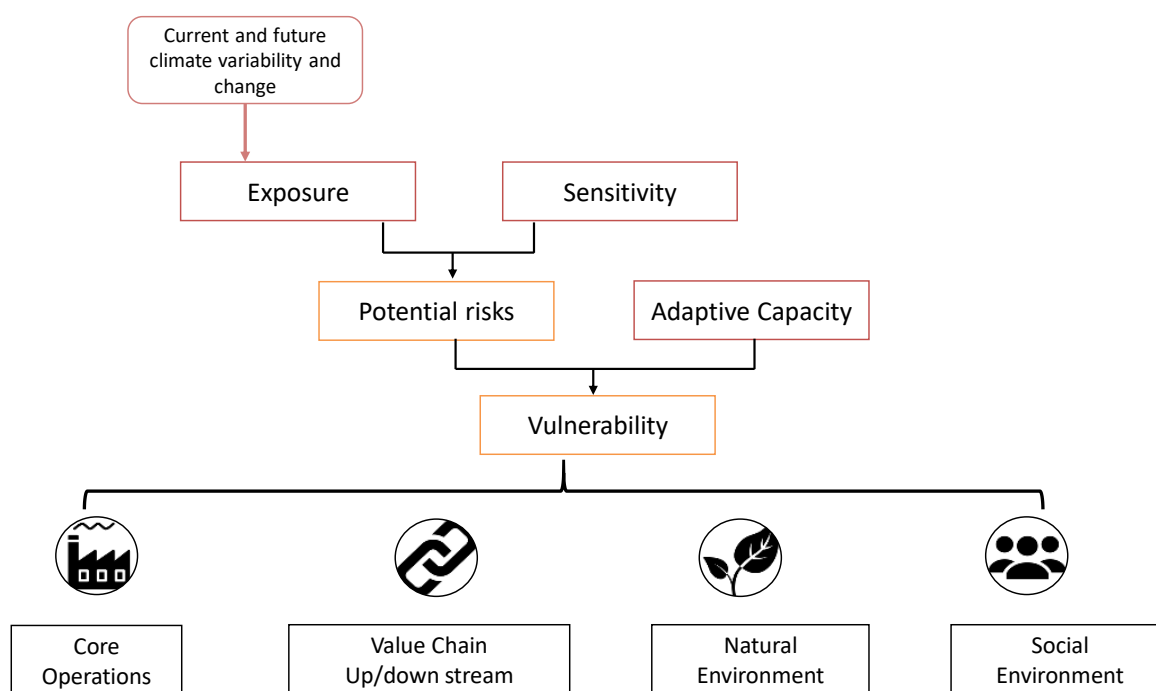 Current and future
climate variability and
change
Exposure
Sensitivity
Potential risks
Adaptive Capacity
Vulnerability
Core
Operations
Value Chain
Up/down stream
Natural
Environment
Social
Environment